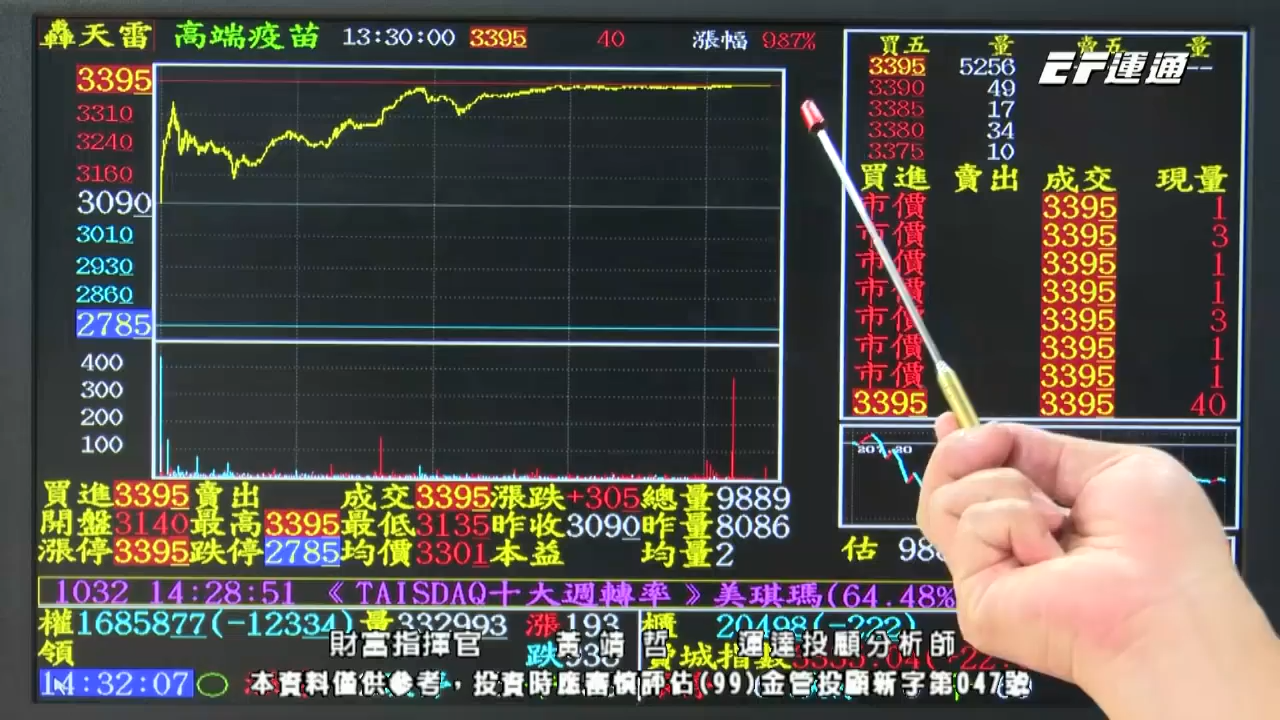 轟天雷 高端疫苗 13:30:00 3395 40 漲幅 9.87%
3395
3310
3240
3160
3090
3010
2930
2860
2785
400
300
200
100
買五 量 賣五 量
3395 5256 --
3390 49
3385 17
3380 34
3375 10
EF運通
買進 賣出 成交 現量
市價 3395 1
市價 3395 3
市價 3395 1
市價 3395 1
市價 3395 3
市價 3395 1
市價 3395 1
3395 3395 40
買進3395賣出 成交3395漲跌+305總量9889
開盤3140最高3395最低3135昨收3090昨量8086
漲停3395跌停2785均價3301本益 均量2
估 98
1032 14:28:51 《TAISDAQ十大週轉率》美琪瑪(64.48%
權1685877(-12334)量332993 漲193 櫃 20498(-222)
領 跌
財富指揮官 黃靖哲 運達投顧分析師
14:32:07
本資料僅供參考，投資時應審慎評估(99)金管投顧新字第047號